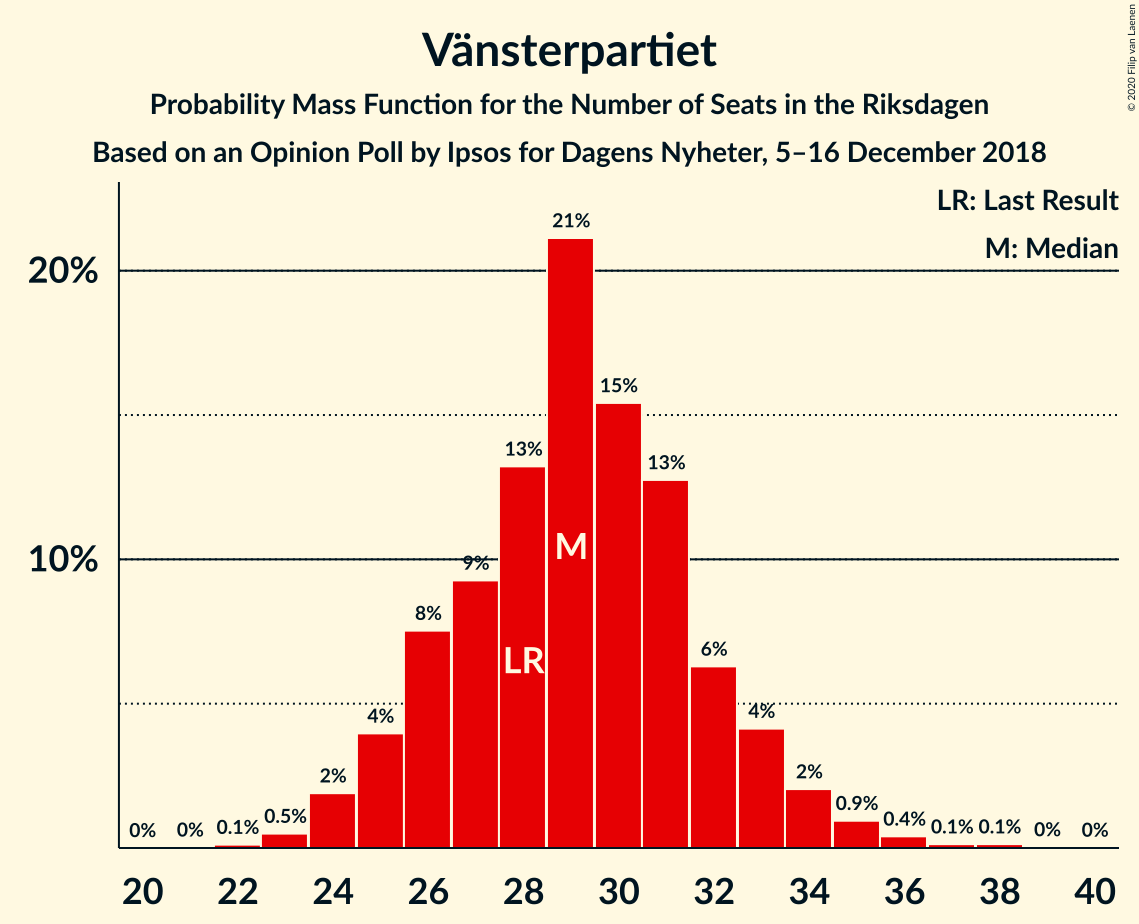 Vänsterpartiet
Probability Mass Function for the Number of Seats in the Riksdagen
Based on an Opinion Poll by Ipsos for Dagens Nyheter, 5–16 December 2018
© 2020 Filip van Laenen
LR: Last Result
M: Median
20%
10%
0% 0% 0.1% 0.5% 2% 4% 8% 9% 13% 21% 15% 13% 6% 4% 2% 0.9% 0.4% 0.1% 0.1% 0% 0%
M
LR
20 22 24 26 28 30 32 34 36 38 40